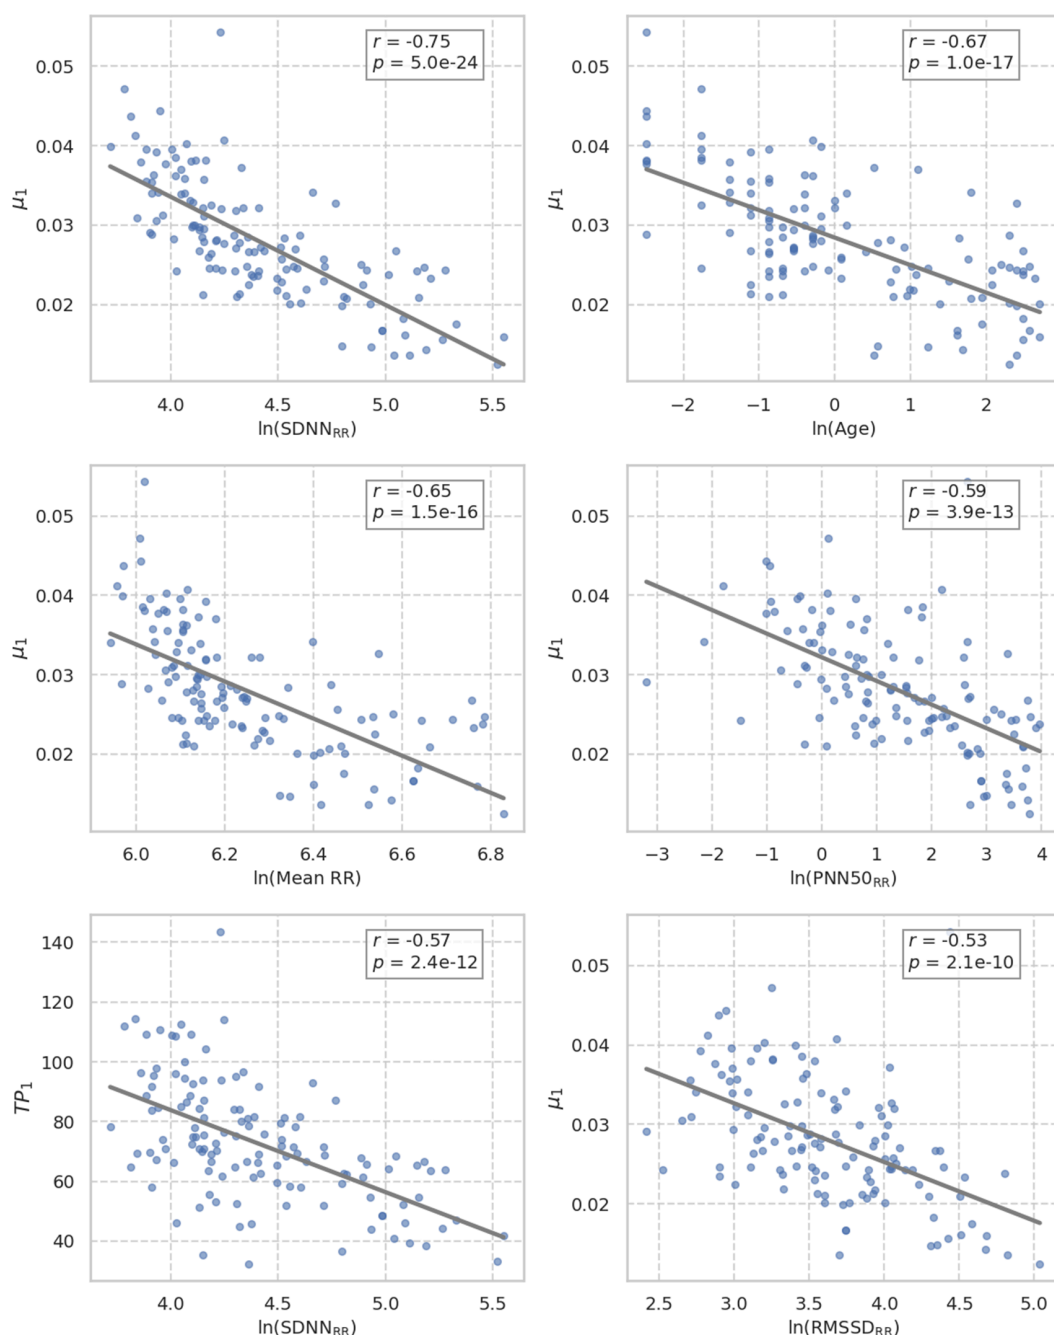 r = -0.75
p = 5.0e-24
0.05
0.04
0.03
0.02
μ1
4.0 4.5 5.0 5.5
ln(SDNNRR)
r = -0.67
p = 1.0e-17
0.05
0.04
0.03
0.02
μ1
−2 −1 0 1 2
ln(Age)
r = -0.65
p = 1.5e-16
0.05
0.04
0.03
0.02
μ1
6.0 6.2 6.4 6.6 6.8
ln(Mean RR)
r = -0.59
p = 3.9e-13
0.05
0.04
0.03
0.02
μ1
−3 −2 −1 0 1 2 3 4
ln(PNN50RR)
r = -0.57
p = 2.4e-12
140
120
100
80
60
40
TP1
4.0 4.5 5.0 5.5
ln(SDNNRR)
r = -0.53
p = 2.1e-10
0.05
0.04
0.03
0.02
μ1
2.5 3.0 3.5 4.0 4.5 5.0
ln(RMSSDRR)